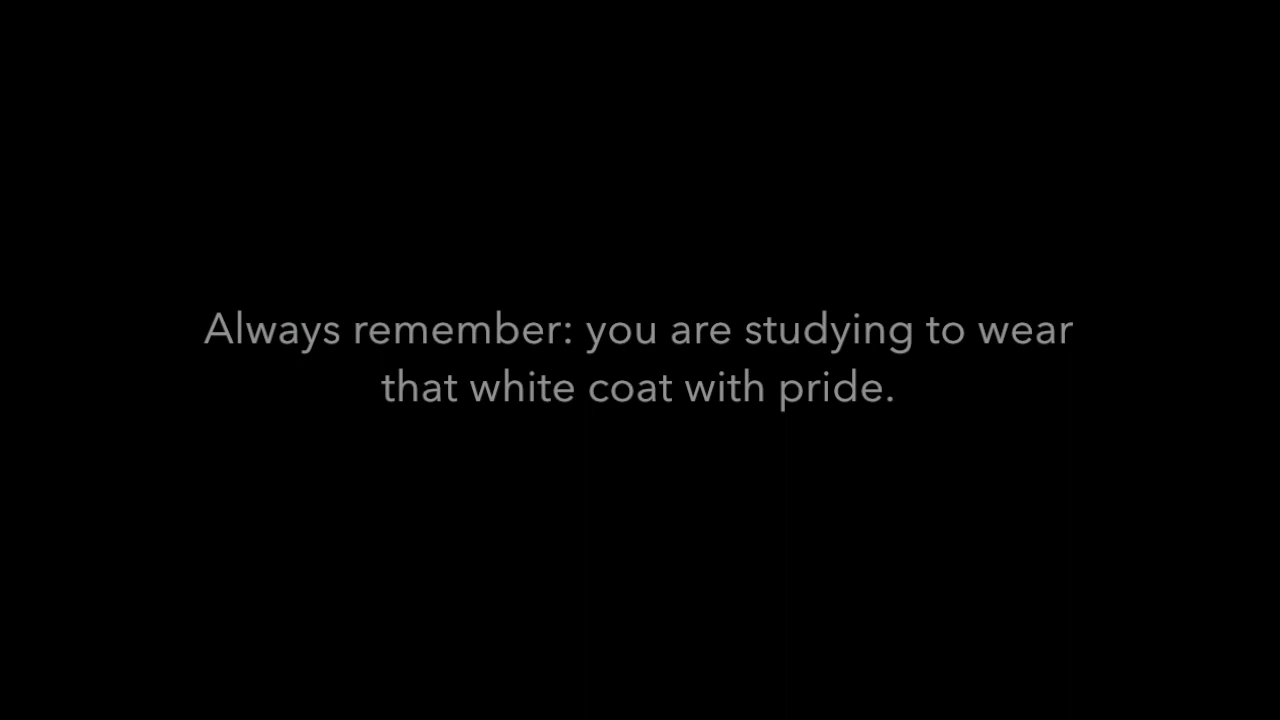 Always remember: you are studying to wear
that white coat with pride.